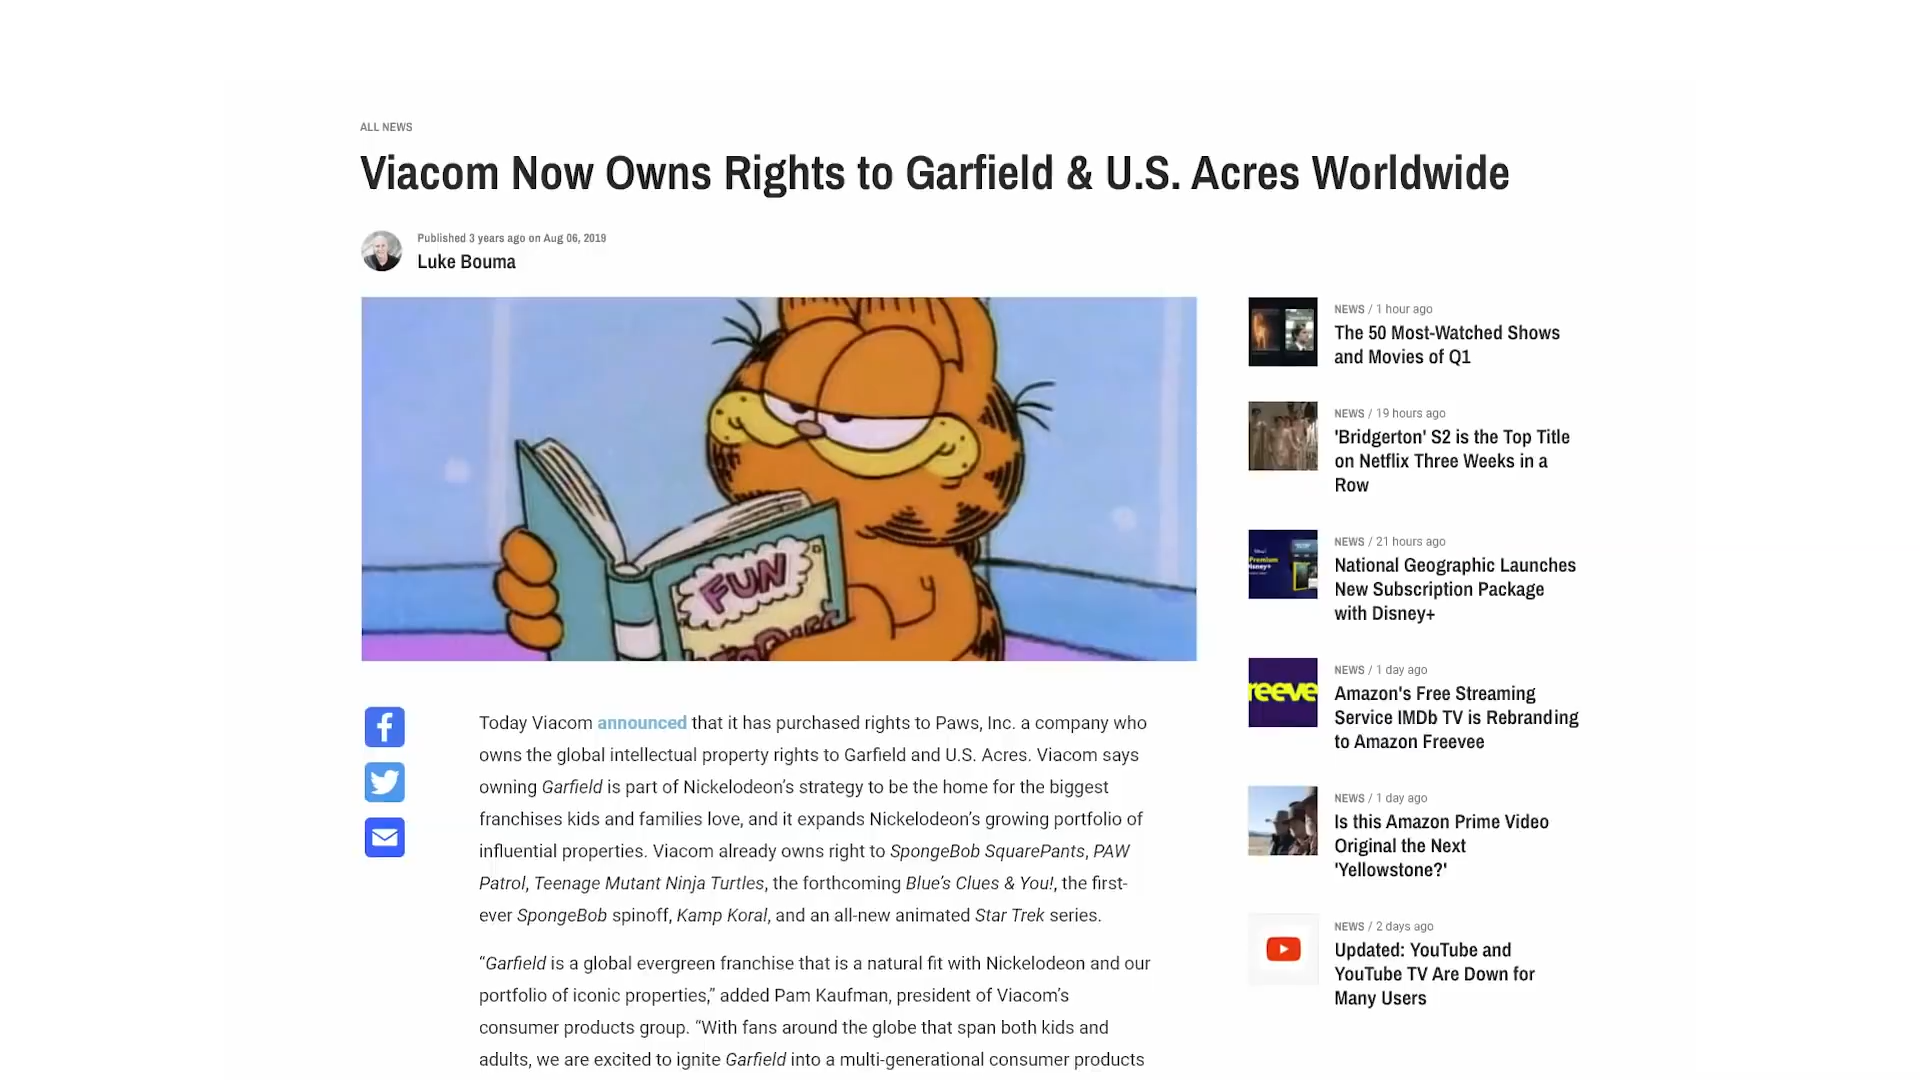 ALL NEWS
Viacom Now Owns Rights to Garfield & U.S. Acres Worldwide
Published 3 years ago on Aug 06, 2019
Luke Bouma
FUN
Today Viacom announced that it has purchased rights to Paws, Inc. a company who
owns the global intellectual property rights to Garfield and U.S. Acres. Viacom says
owning Garfield is part of Nickelodeon’s strategy to be the home for the biggest
franchises kids and families love, and it expands Nickelodeon’s growing portfolio of
influential properties. Viacom already owns right to SpongeBob SquarePants, PAW
Patrol, Teenage Mutant Ninja Turtles, the forthcoming Blue’s Clues & You!, the first-
ever SpongeBob spinoff, Kamp Koral, and an all-new animated Star Trek series.
“Garfield is a global evergreen franchise that is a natural fit with Nickelodeon and our
portfolio of iconic properties,” added Pam Kaufman, president of Viacom’s
consumer products group. “With fans around the globe that span both kids and
adults, we are excited to ignite Garfield into a multi-generational consumer products
NEWS / 1 hour ago
The 50 Most-Watched Shows
and Movies of Q1
NEWS / 19 hours ago
'Bridgerton' S2 is the Top Title
on Netflix Three Weeks in a
Row
NEWS / 21 hours ago
National Geographic Launches
New Subscription Package
with Disney+
reeve
NEWS / 1 day ago
Amazon's Free Streaming
Service IMDb TV is Rebranding
to Amazon Freevee
NEWS / 1 day ago
Is this Amazon Prime Video
Original the Next
'Yellowstone?'
NEWS / 2 days ago
Updated: YouTube and
YouTube TV Are Down for
Many Users